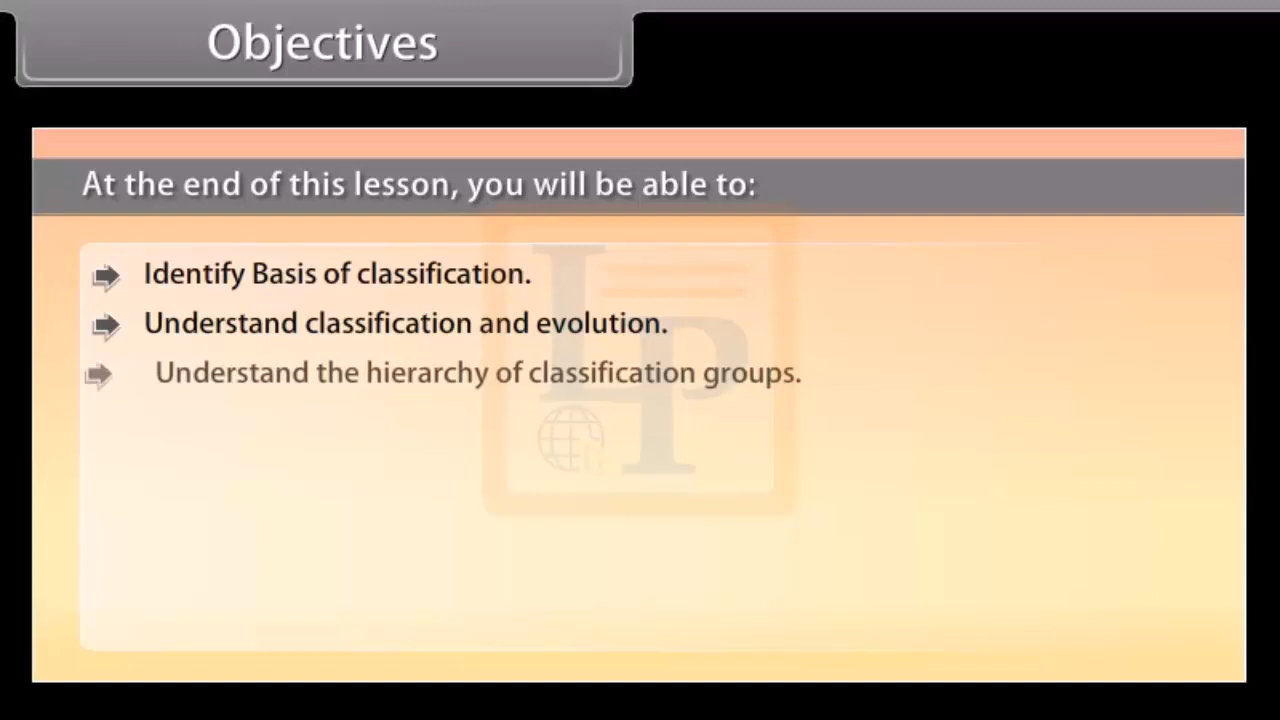 Objectives
At the end of this lesson, you will be able to:
Identify Basis of classification.
Understand classification and evolution.
Understand the hierarchy of classification groups.
LP